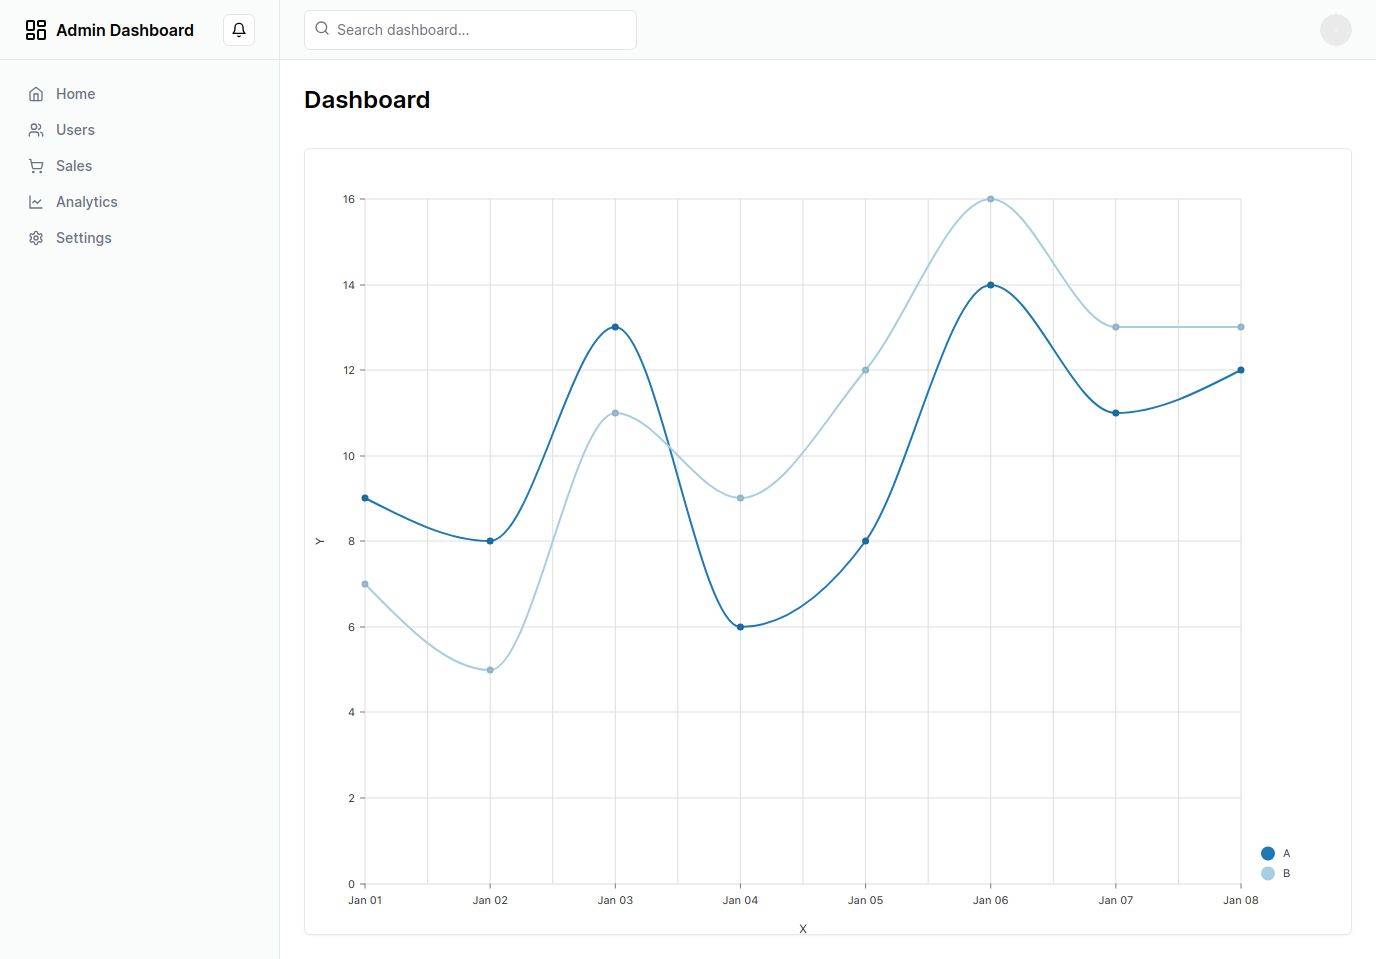 Admin Dashboard
Search dashboard...
Home
Users
Sales
Analytics
Settings
Dashboard
16
14
12
10
8
6
4
2
0
Y
Jan 01 Jan 02 Jan 03 Jan 04 Jan 05 Jan 06 Jan 07 Jan 08
X
A
B